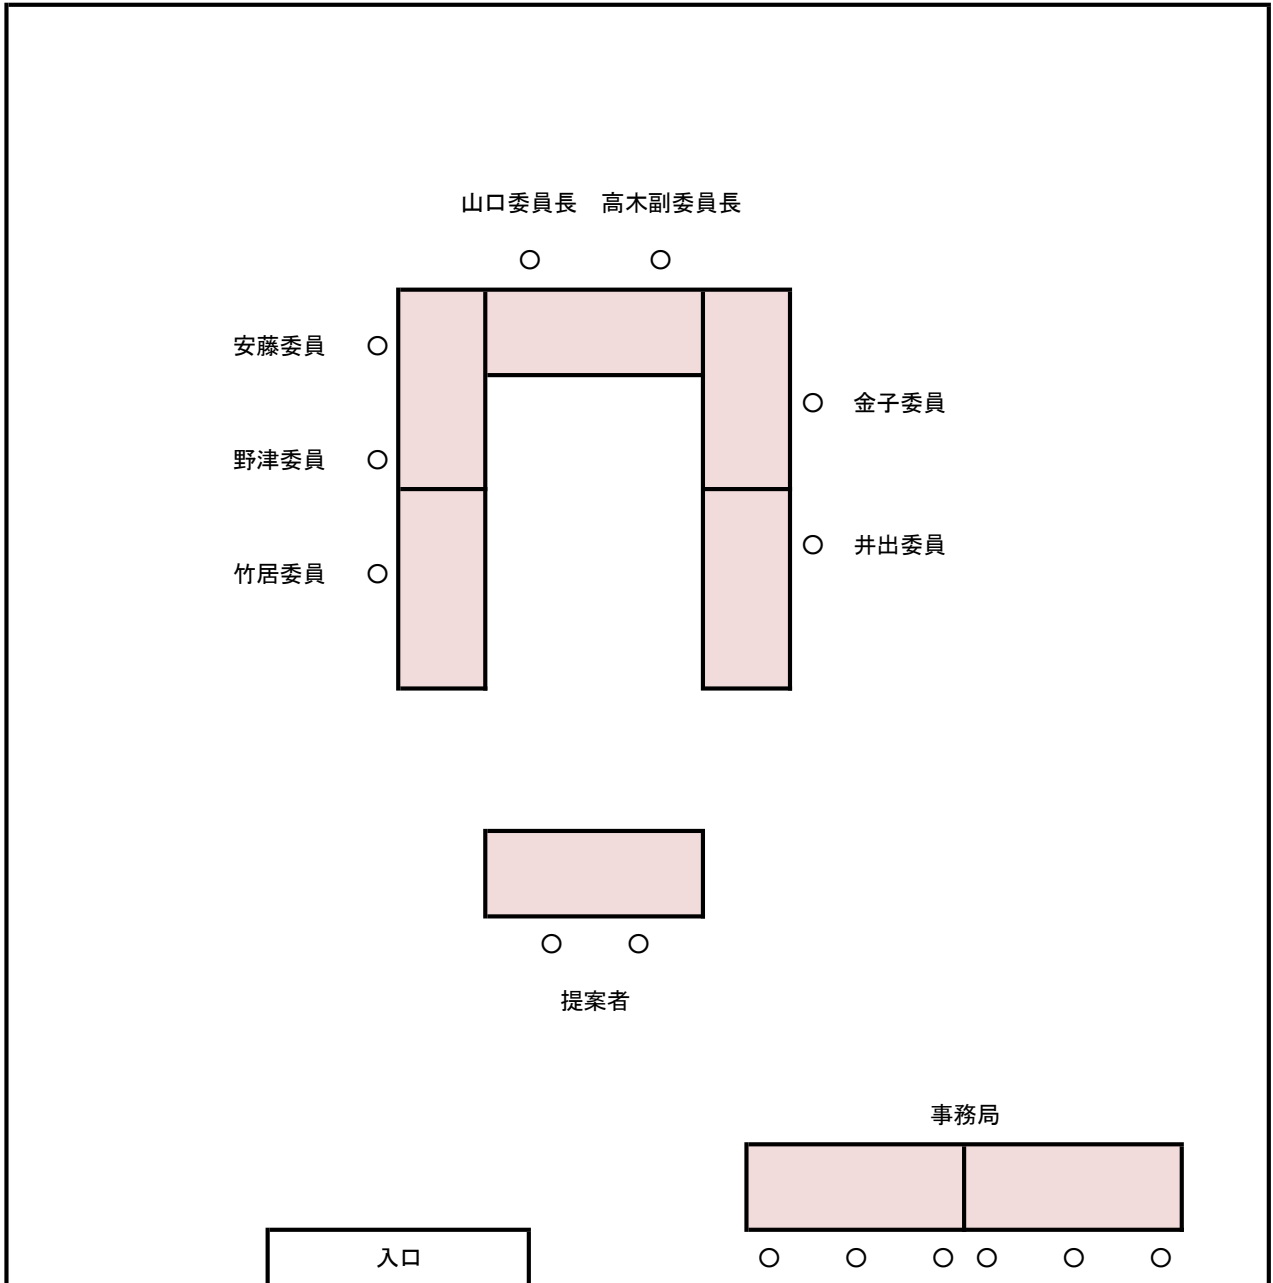 山口委員長 高木副委員長
安藤委員
金子委員
野津委員
井出委員
竹居委員
提案者
事務局
入口